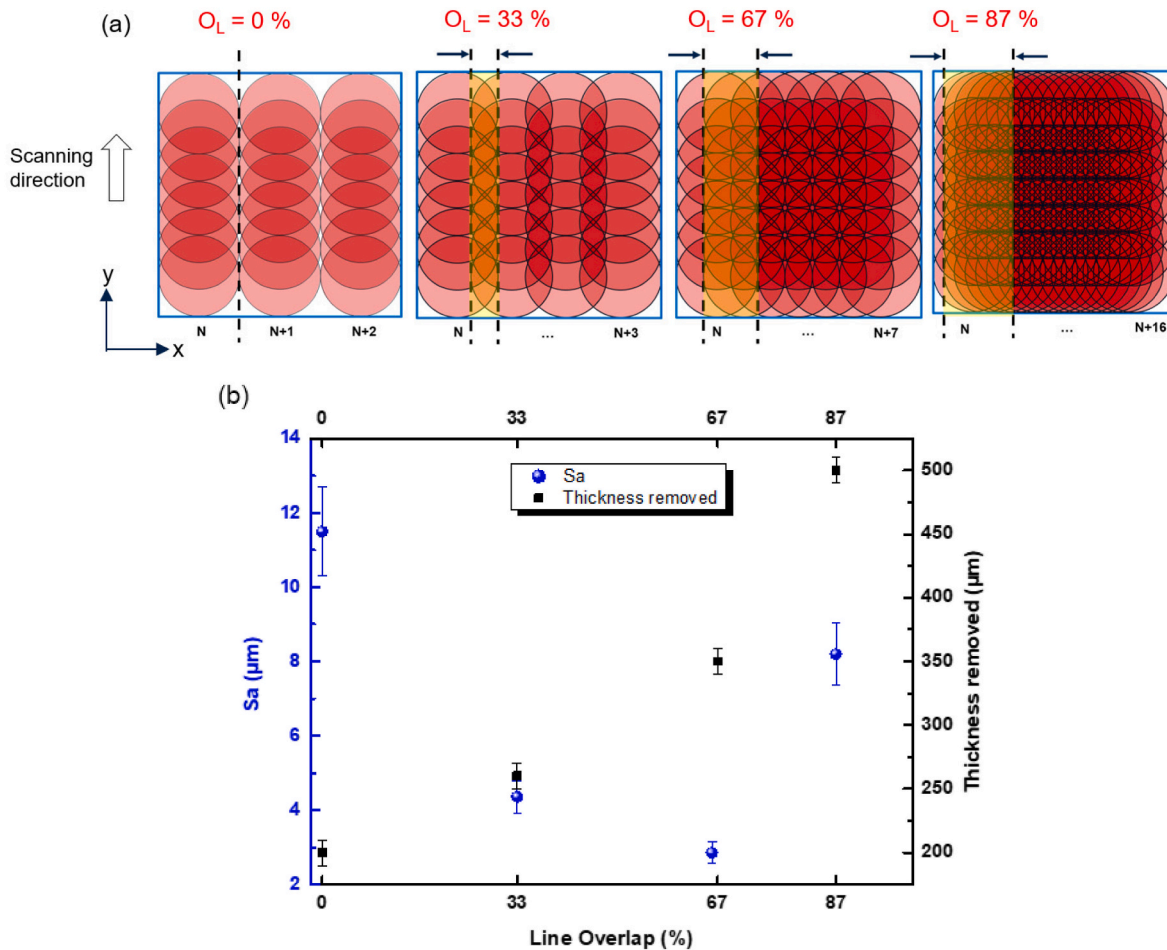 (a)
O_L = 0 % O_L = 33 % O_L = 67 % O_L = 87 %
Scanning
direction
y
x
N N+1 N+2 N ... N+3 N ... N+7 N ... N+16
(b)
0 33 67 87
Sa
Thickness removed
14
12
10
8
6
4
2
Sa (µm)
500
450
400
350
300
250
200
Thickness removed (µm)
0 33 67 87
Line Overlap (%)